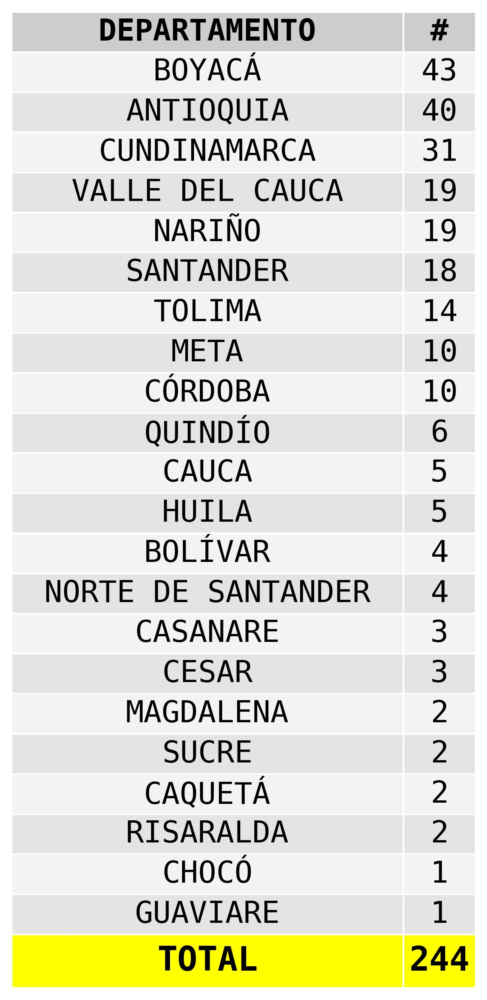 DEPARTAMENTO #
BOYACÁ 43
ANTIOQUIA 40
CUNDINAMARCA 31
VALLE DEL CAUCA 19
NARIÑO 19
SANTANDER 18
TOLIMA 14
META 10
CÓRDOBA 10
QUINDÍO 6
CAUCA 5
HUILA 5
BOLÍVAR 4
NORTE DE SANTANDER 4
CASANARE 3
CESAR 3
MAGDALENA 2
SUCRE 2
CAQUETÁ 2
RISARALDA 2
CHOCÓ 1
GUAVIARE 1
TOTAL 244